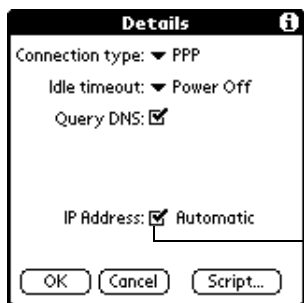 Details
Connection type: PPP
Idle timeout: Power Off
Query DNS:
IP Address: Automatic
OK Cancel Script...